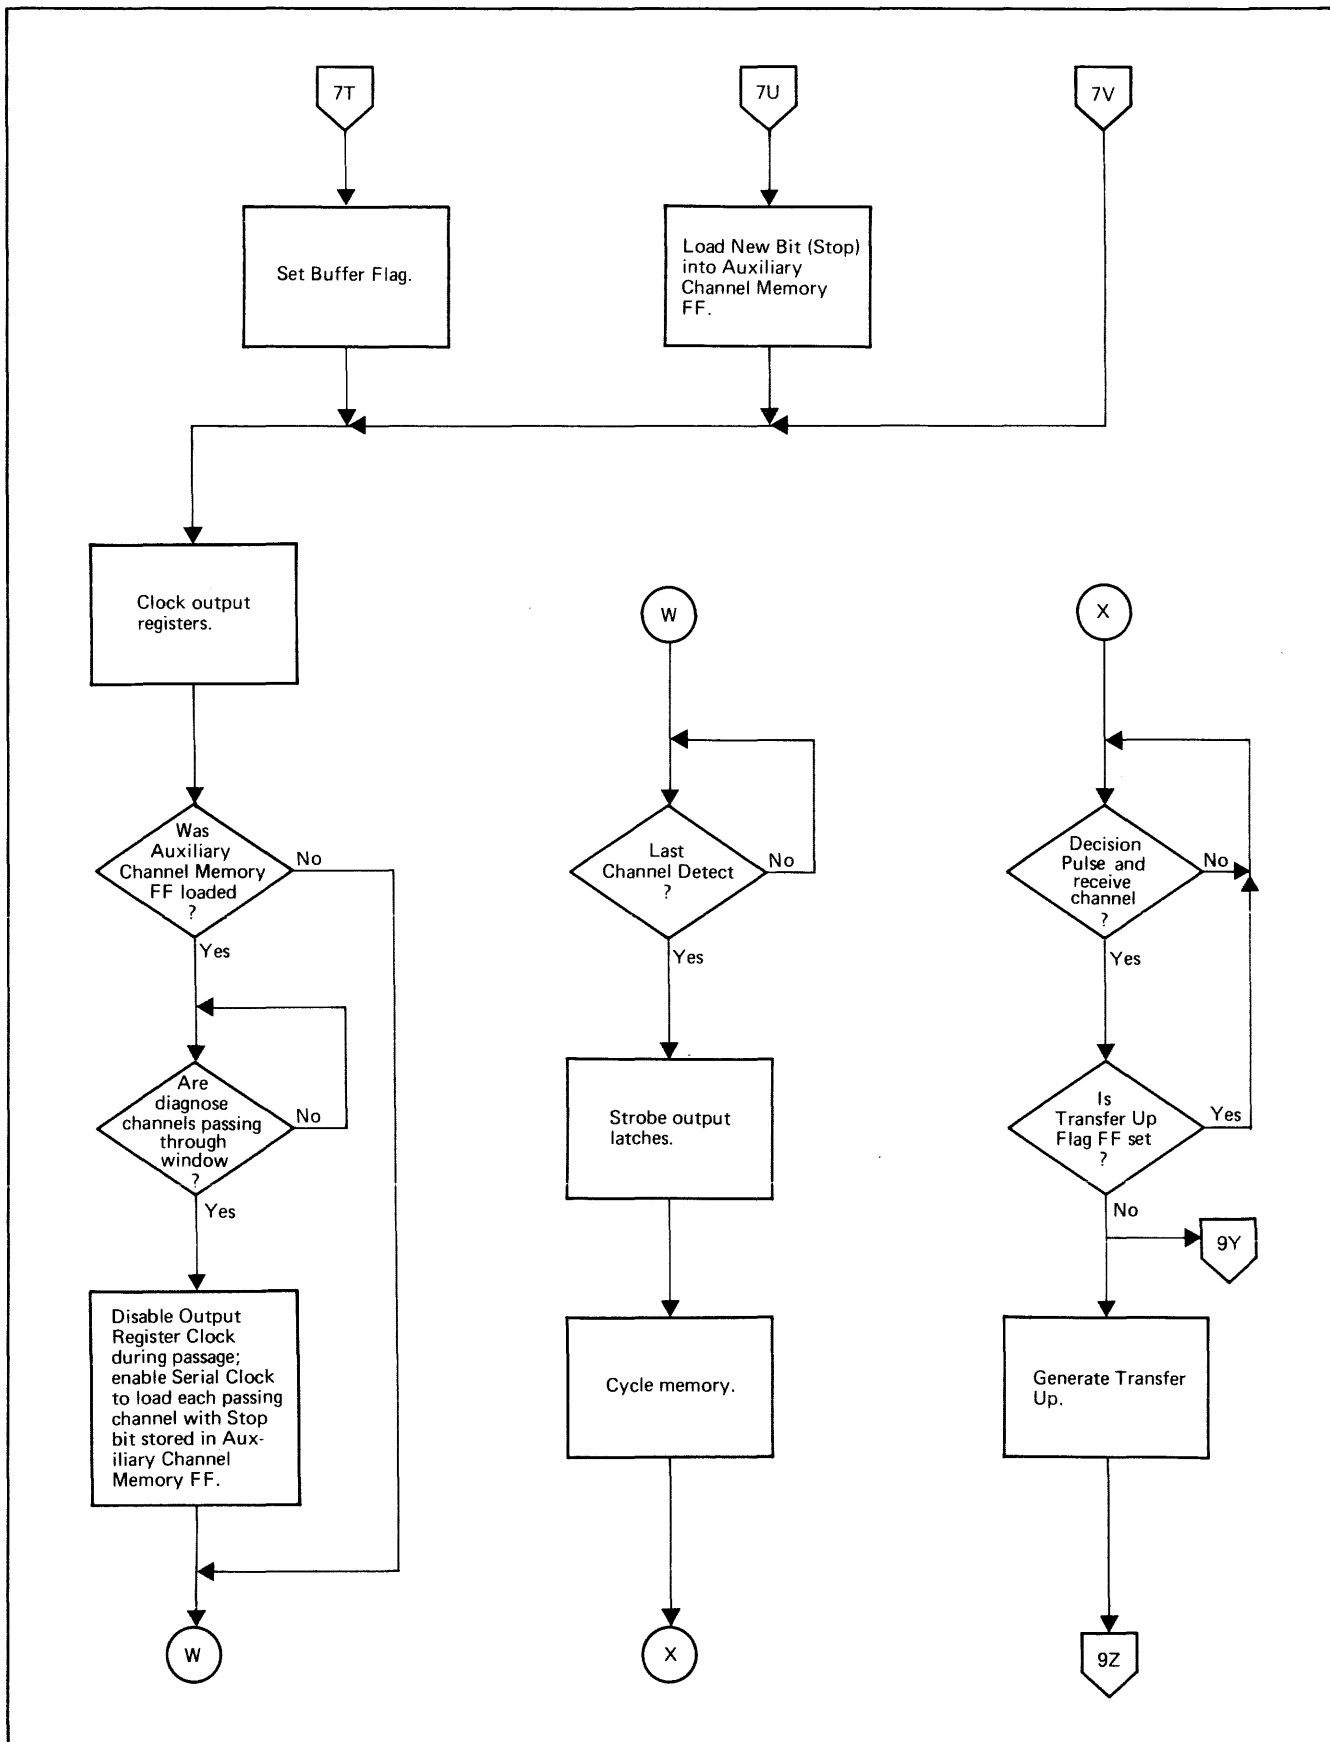 7T
7U
7V
Set Buffer Flag.
Load New Bit (Stop)
into Auxiliary
Channel Memory
FF.
Clock output
registers.
Was
Auxiliary
Channel Memory
FF loaded
?
No
Yes
Are
diagnose
channels passing
through
window
?
No
Yes
Disable Output
Register Clock
during passage;
enable Serial Clock
to load each passing
channel with Stop
bit stored in Aux-
iliary Channel
Memory FF.
W
W
Last
Channel Detect
?
No
Yes
Strobe output
latches.
Cycle memory.
X
X
Decision
Pulse and
receive
channel
?
No
Yes
Is
Transfer Up
Flag FF set
?
Yes
No
9Y
Generate Transfer
Up.
9Z